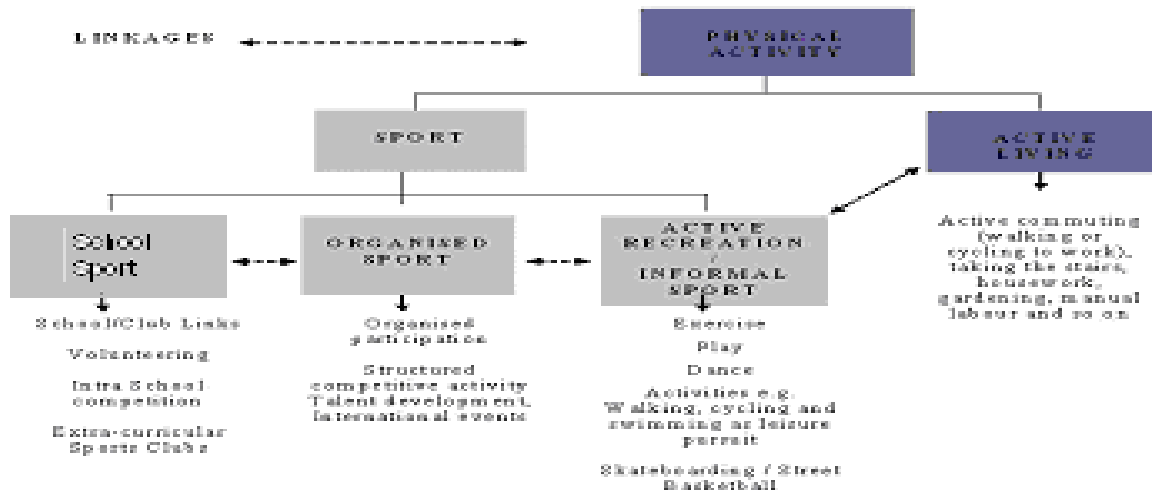 LINKAGES
PHYSICAL
ACTIVITY
SPORT
ACTIVE
LIVING
School
Sport
ORGANISED
SPORT
ACTIVE
RECREATION
/
INFORMAL
SPORT
School/Club Links
Volunteering
Intra School
competition
Extra-curricular
Sports Clubs
Organised
participation
Structured
competitive activity
Talent development,
International events
Exercise
Play
Dance
Activities e.g.
Walking, cycling and
swimming as leisure
pursuit
Skateboarding / Street
Basketball
Active commuting
(walking or
cycling to work),
taking the stairs,
housework,
gardening, manual
labour and so on